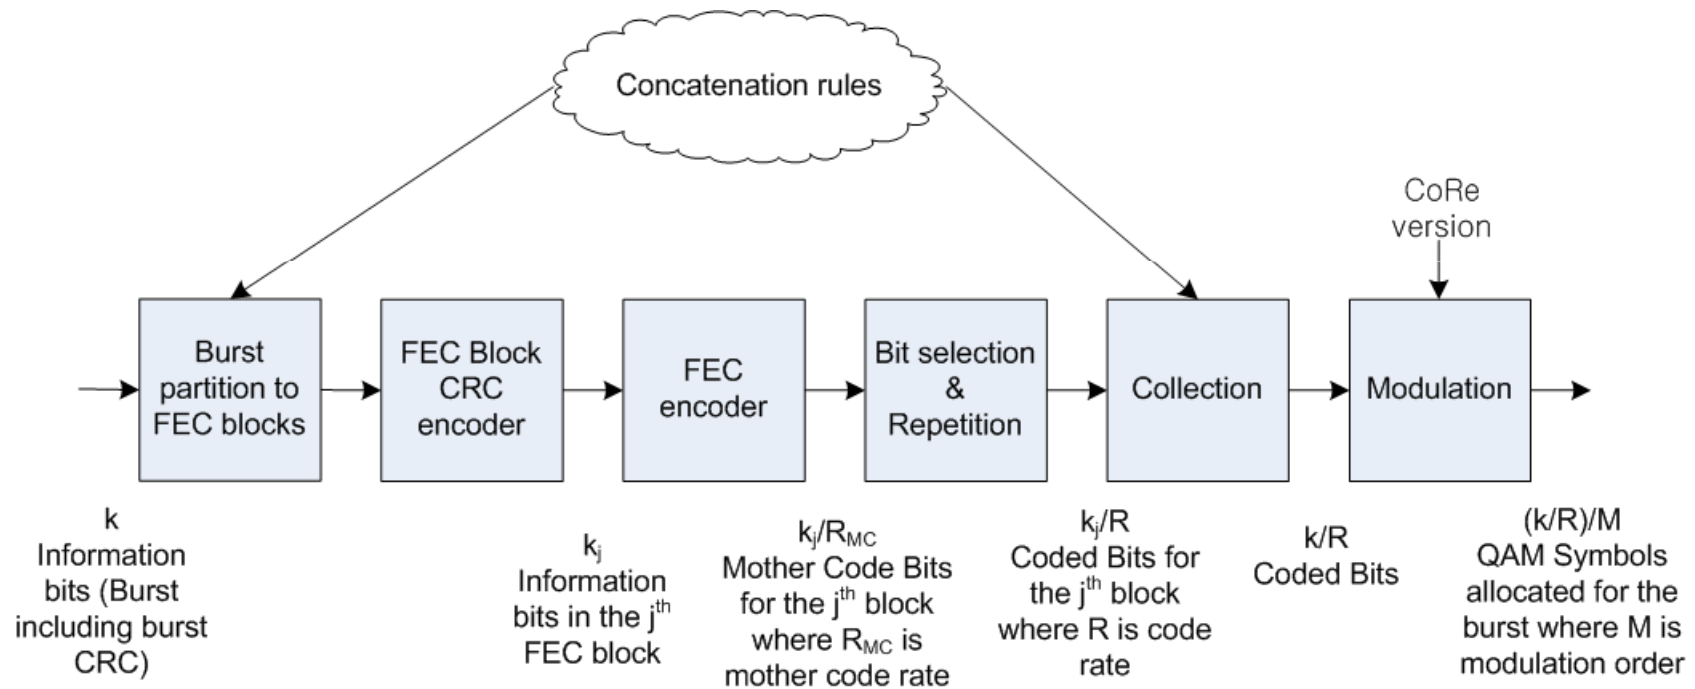 Concatenation rules
CoRe
version
Burst
partition to
FEC blocks
FEC Block
CRC
encoder
FEC
encoder
Bit selection
&
Repetition
Collection
Modulation
k
Information
bits (Burst
including burst
CRC)
kj
Information
bits in the jth
FEC block
kj/RMC
Mother Code Bits
for the jth block
where RMC is
mother code rate
kj/R
Coded Bits for
the jth block
where R is code
rate
k/R
Coded Bits
(k/R)/M
QAM Symbols
allocated for the
burst where M is
modulation order